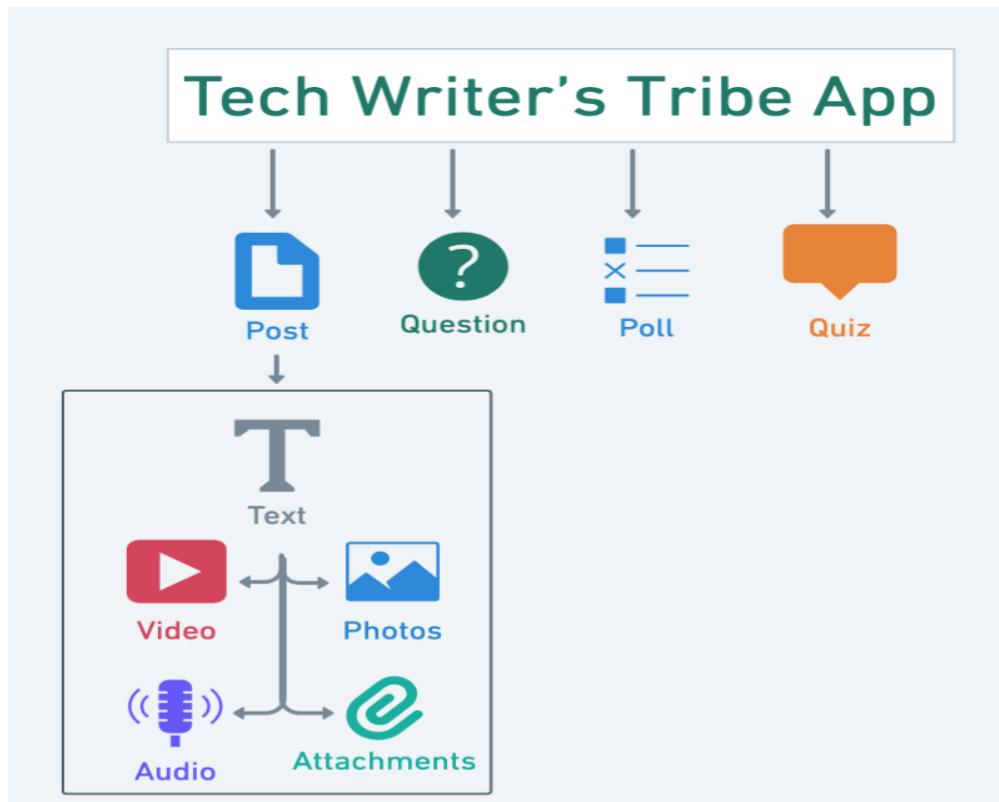 Tech Writer’s Tribe App
Post
Question
Poll
Quiz
Text
Video
Photos
Audio
Attachments